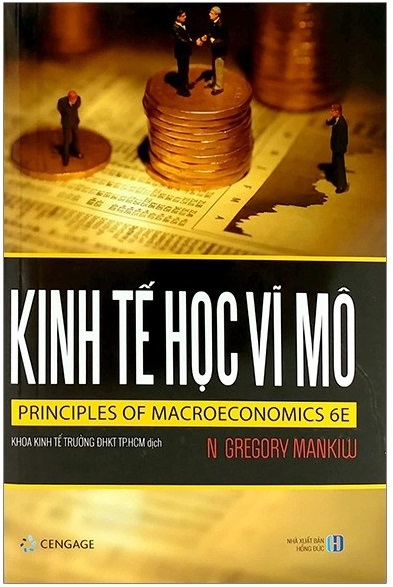 KINH TẾ HỌC VĨ MÔ
PRINCIPLES OF MACROECONOMICS 6E
KHOA KINH TẾ TRƯỜNG ĐHKT TP.HCM dịch
N GREGORY MANKIW
CENGAGE
NHÀ XUẤT BẢN
HỒNG ĐỨC